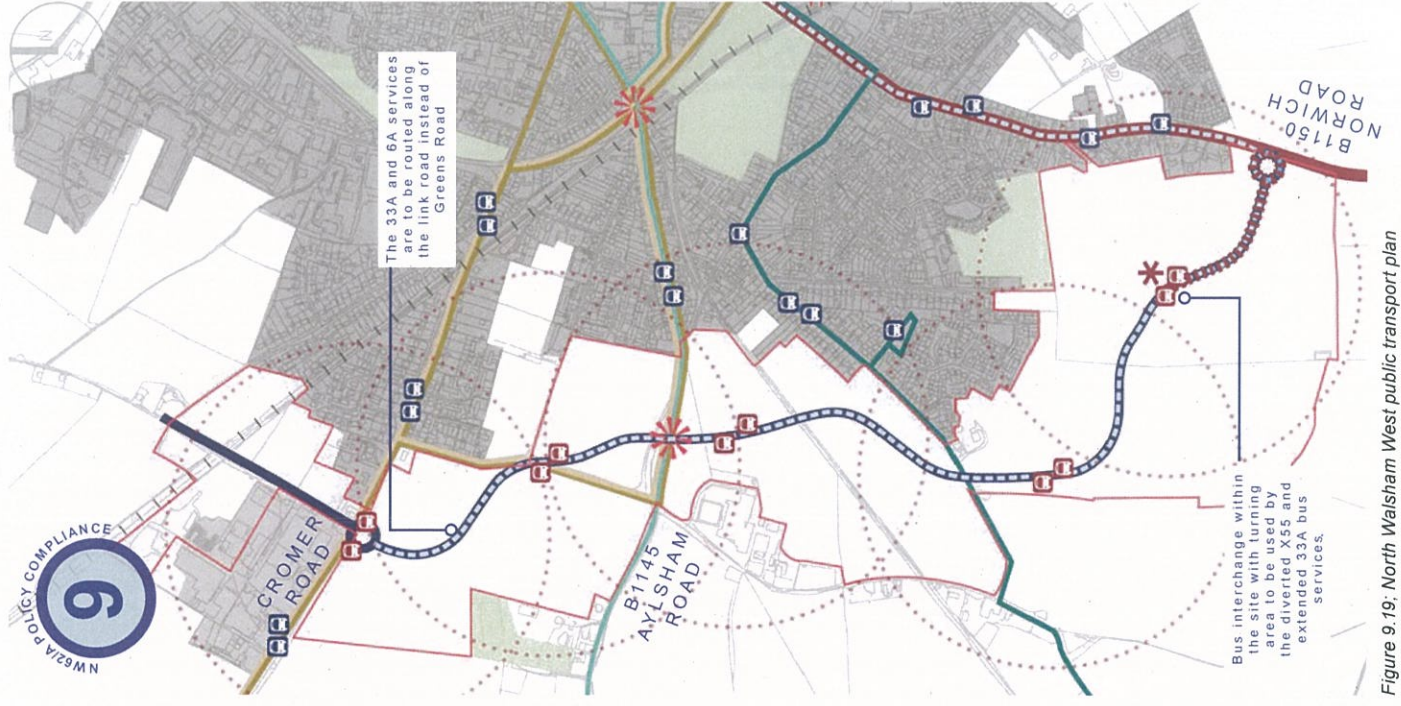 NW62/A POLICY COMPLIANCE
9
N
The 33A and 6A services
are to be routed along
the link road instead of
Greens Road
CROMER
ROAD
B1145
AYLSHAM
ROAD
B1150
NORWICH
ROAD
Bus interchange within
the site with turning
area to be used by
the diverted X55 and
extended 33A bus
services.
Figure 9.19; North Walsham West public transport plan